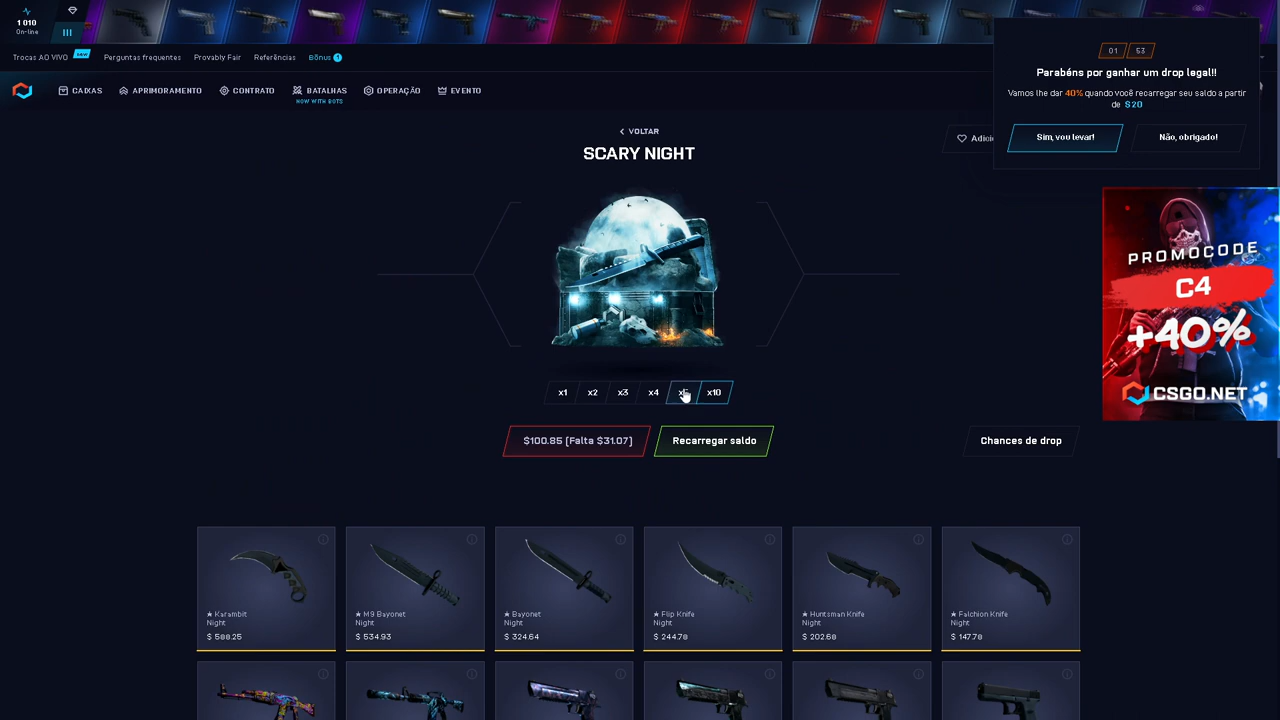 1 010
On-line
Trocas AO VIVO NEW
Perguntas frequentes
Provably Fair
Referências
Bônus
CAIXAS
APRIMORAMENTO
CONTRATO
BATALHAS
NOW WITH BOTS
OPERAÇÃO
EVENTO
01 53
Parabéns por ganhar um drop legal!!
Vamos lhe dar 40% quando você recarregar seu saldo a partir
de $20
Sim, vou levar!
Não, obrigado!
VOLTAR
SCARY NIGHT
Adici
PROMOCODE
C4
+40%
CSGO.NET
x1
x2
x3
x4
x10
$100.85 (Falta $31.07)
Recarregar saldo
Chances de drop
★ Karambit
Night
$ 588.25
★ M9 Bayonet
Night
$ 534.93
★ Bayonet
Night
$ 324.64
★ Flip Knife
Night
$ 244.78
★ Huntsman Knife
Night
$ 202.68
★ Falchion Knife
Night
$ 147.78